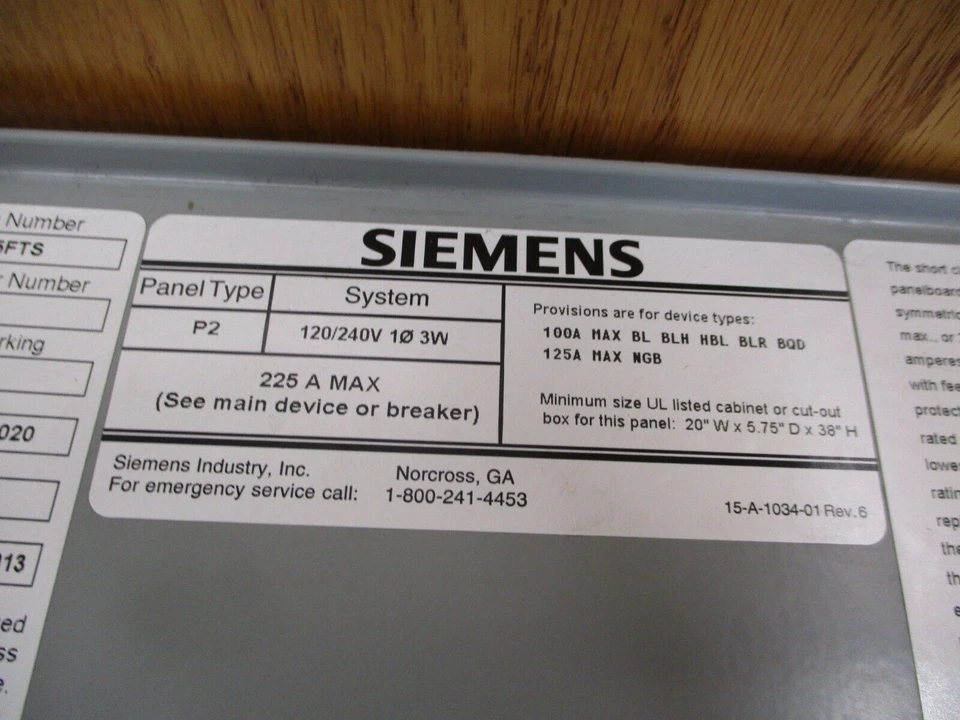 Number
5FTS
Number
rking
020
13
ed
ss
e.
SIEMENS
Panel Type
System
P2
120/240V 1Ø 3W
225 A MAX
(See main device or breaker)
Provisions are for device types:
100A MAX BL BLH HBL BLR BQD
125A MAX NGB
Minimum size UL listed cabinet or cut-out
box for this panel: 20" W x 5.75" D x 38" H
Siemens Industry, Inc.
Norcross, GA
For emergency service call:
1-800-241-4453
15-A-1034-01 Rev. 6
The short ci
panelboard
symmetric
max., or
amperes
with fee
protect
rated
lowe
ratin
rep
the
th
e